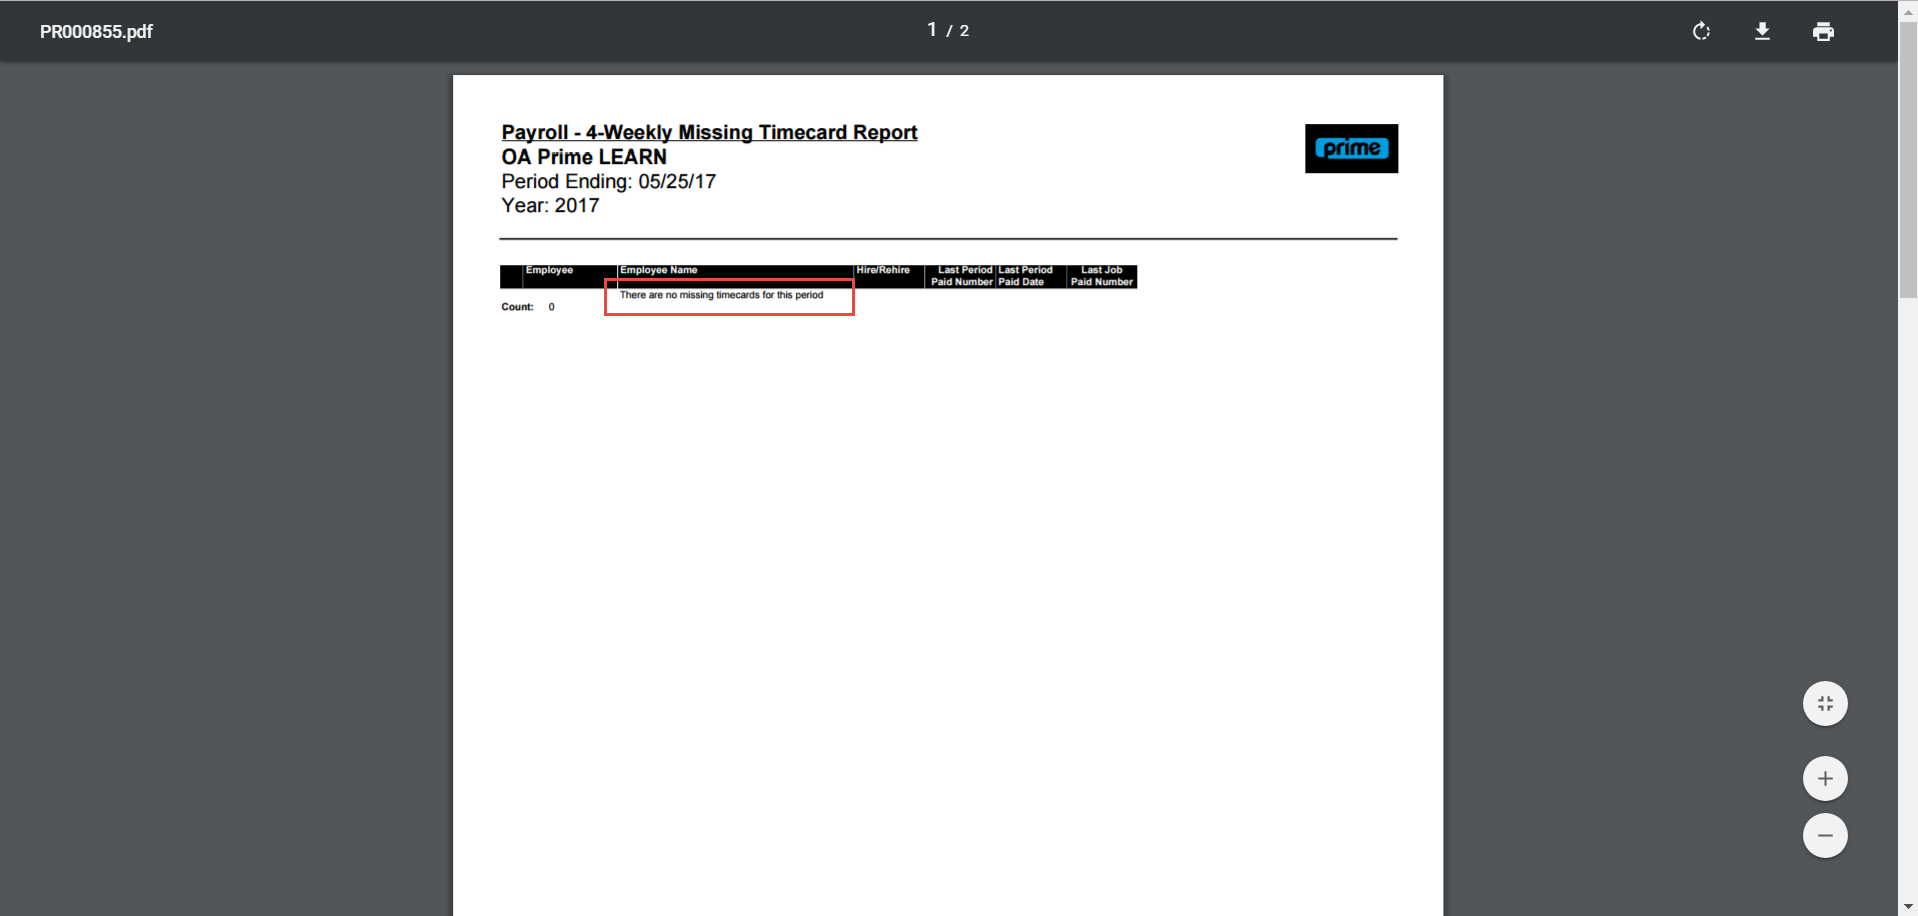 PR000855.pdf
1 / 2
Payroll - 4-Weekly Missing Timecard Report
OA Prime LEARN
Period Ending: 05/25/17
Year: 2017
prime
Employee Employee Name Hire/Rehire Last Period Paid Number Last Period Paid Date Last Job Paid Number
There are no missing timecards for this period
Count: 0